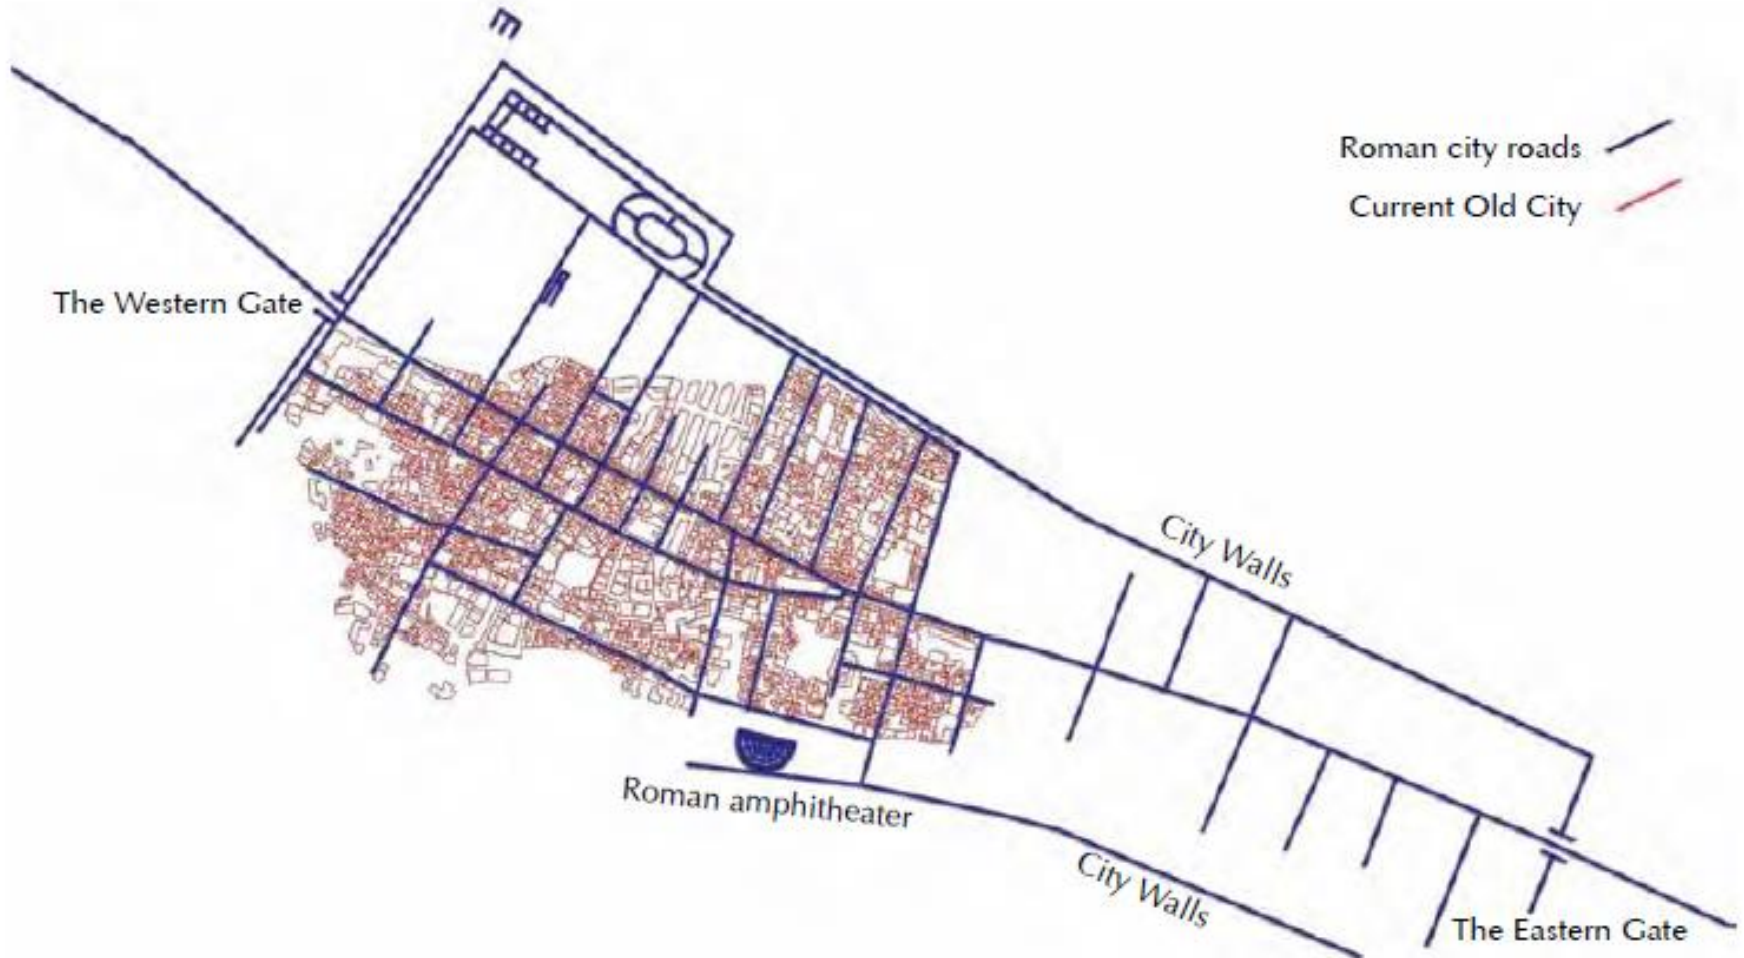 Roman city roads
Current Old City
The Western Gate
City Walls
Roman amphitheater
City Walls
The Eastern Gate